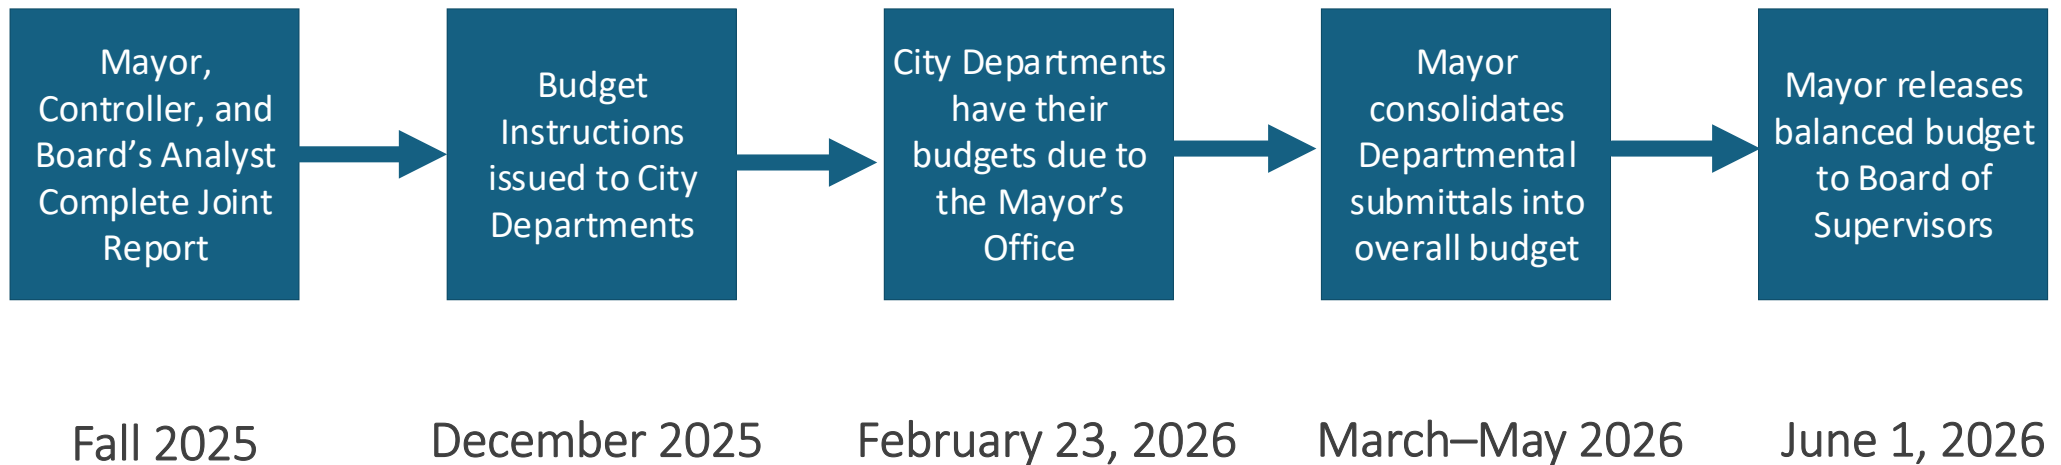 Mayor,
Controller, and
Board’s Analyst
Complete Joint
Report
Budget
Instructions
issued to City
Departments
City Departments
have their
budgets due to
the Mayor’s
Office
Mayor
consolidates
Departmental
submittals into
overall budget
Mayor releases
balanced budget
to Board of
Supervisors
Fall 2025
December 2025
February 23, 2026
March–May 2026
June 1, 2026